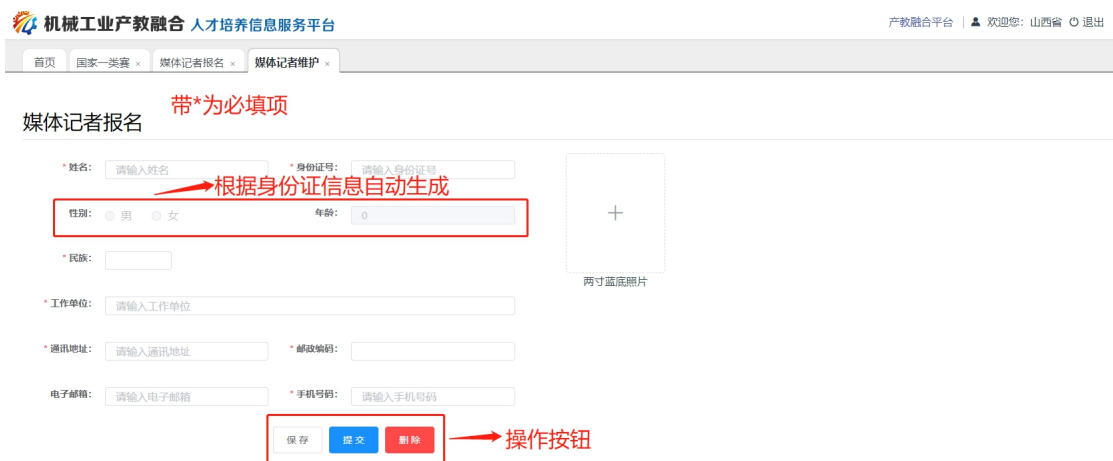 机械工业产教融合 人才培养信息服务平台
产教融合平台 | 欢迎您：山西省 退出
首页 国家一类赛 × 媒体记者报名 × 媒体记者维护 ×
带*为必填项
媒体记者报名
* 姓名： 请输入姓名 * 身份证号： 请输入身份证号
根据身份证信息自动生成
性别： 男 女 年龄： 0
+
* 民族：
两寸蓝底照片
* 工作单位： 请输入工作单位
* 通讯地址： 请输入通讯地址 * 邮政编码：
电子邮箱： 请输入电子邮箱 * 手机号码： 请输入手机号码
保存 提交 删除 操作按钮